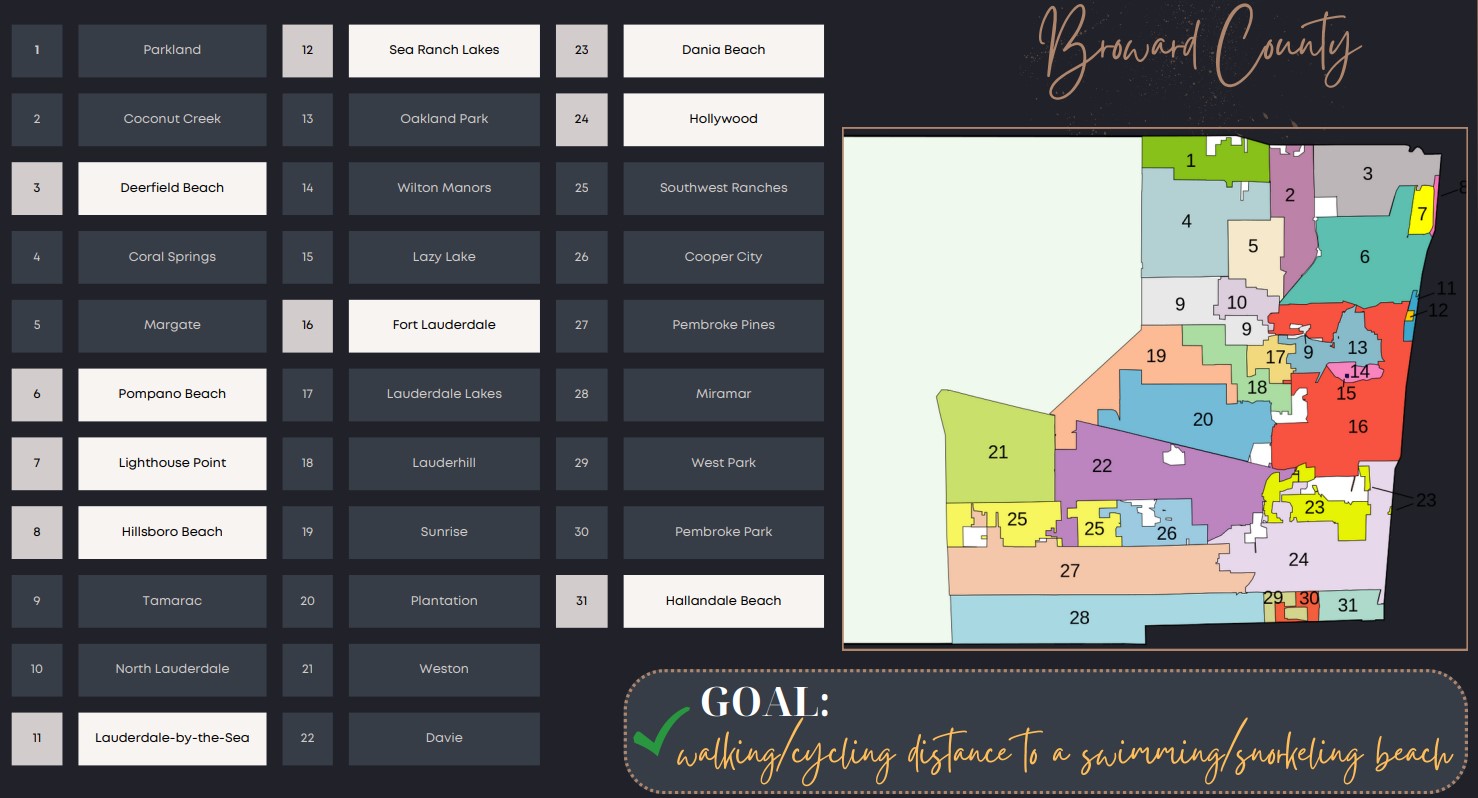 Broward County
1 Parkland
2 Coconut Creek
3 Deerfield Beach
4 Coral Springs
5 Margate
6 Pompano Beach
7 Lighthouse Point
8 Hillsboro Beach
9 Tamarac
10 North Lauderdale
11 Lauderdale-by-the-Sea
12 Sea Ranch Lakes
13 Oakland Park
14 Wilton Manors
15 Lazy Lake
16 Fort Lauderdale
17 Lauderdale Lakes
18 Lauderhill
19 Sunrise
20 Plantation
21 Weston
22 Davie
23 Dania Beach
24 Hollywood
25 Southwest Ranches
26 Cooper City
27 Pembroke Pines
28 Miramar
29 West Park
30 Pembroke Park
31 Hallandale Beach
1
2
3
8
4
7
5
6
11
9
10
12
9
19
17
9
13
14
18
15
20
16
21
22
23
23
25
25
26
24
27
29
30
31
28
GOAL:
walking/cycling distance to a swimming/snorkeling beach